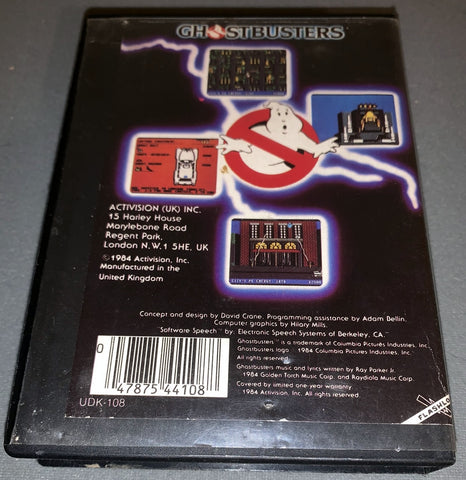 GHOSTBUSTERS
ACTIVISION (UK) INC.
15 Harley House
Marylebone Road
Regent Park,
London N.W.1 5HE, UK
©1984 Activision, Inc.
Manufactured in the
United Kingdom
Concept and design by David Crane. Programming assistance by Adam Bellin.
Computer graphics by Hilary Mills.
"Software Speech"™ by: Electronic Speech Systems of Berkeley, CA.
Ghostbusters™ is a trademark of Columbia Pictures Industries, Inc.
Ghostbusters logo 1984 Columbia Pictures Industries, Inc.
All rights reserved.
Ghostbusters music and lyrics written by Ray Parker Jr.
1984 Golden Torch Music Corp. and Raydiola Music Corp.
Covered by limited one-year warranty.
1984 Activision, Inc. All rights reserved.
0 47875 44108
UDK-108